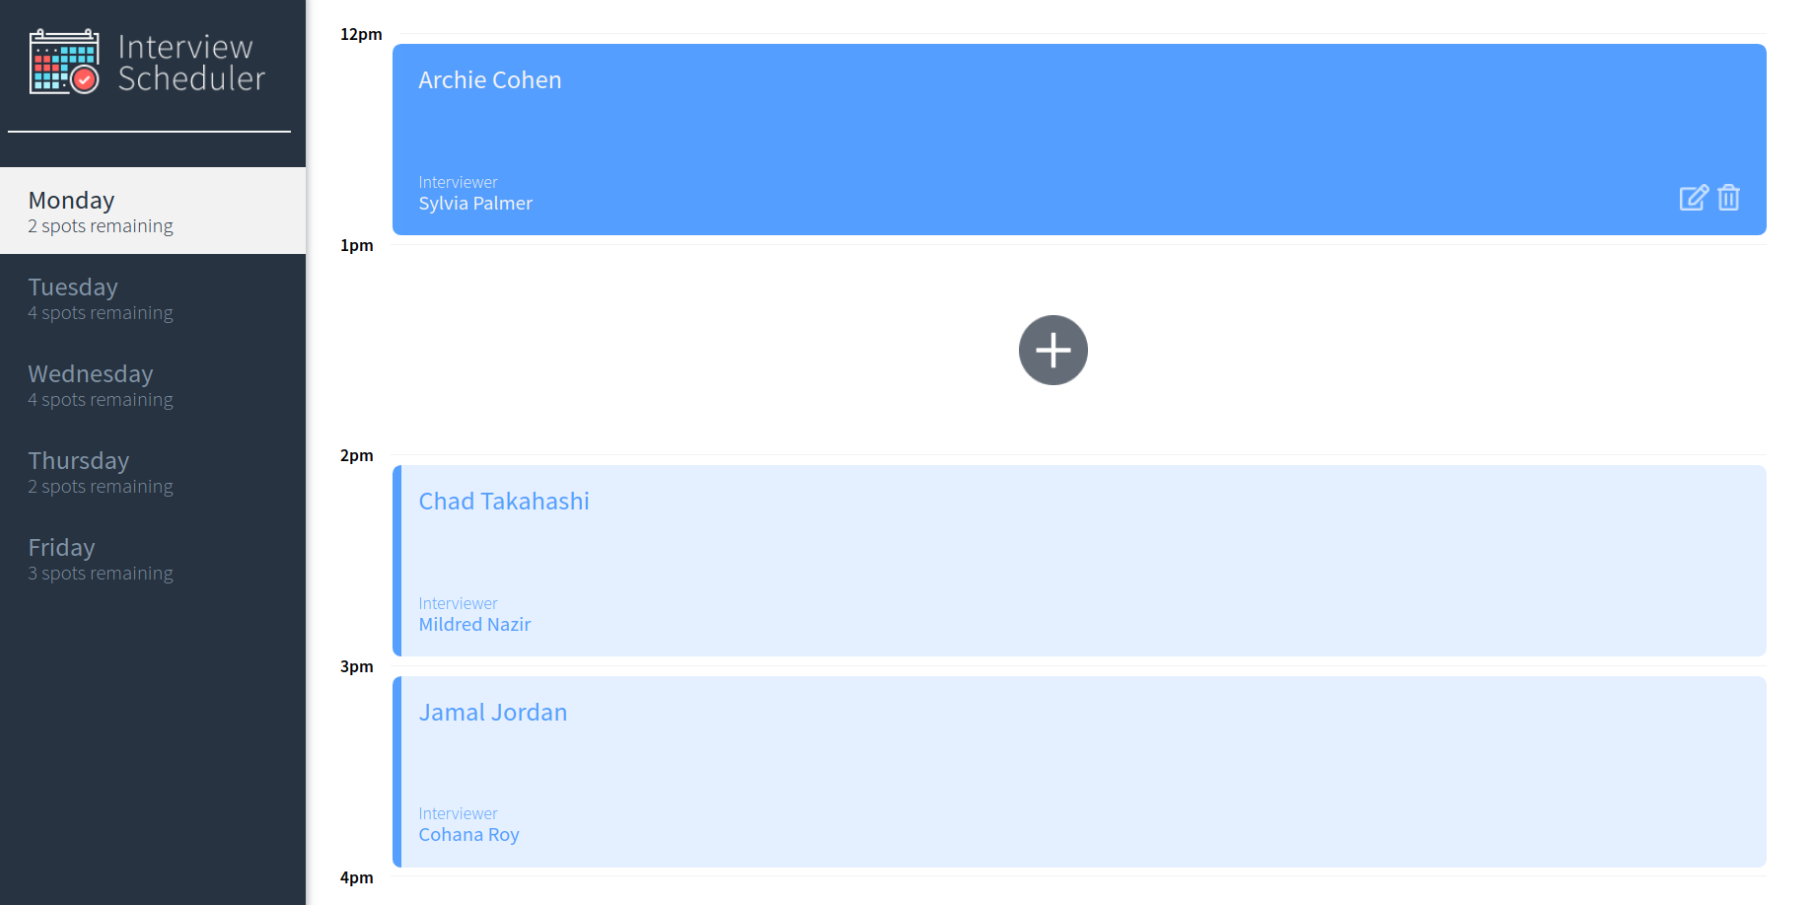 Interview
Scheduler
Monday
2 spots remaining
Tuesday
4 spots remaining
Wednesday
4 spots remaining
Thursday
2 spots remaining
Friday
3 spots remaining
12pm
Archie Cohen
Interviewer
Sylvia Palmer
1pm
2pm
Chad Takahashi
Interviewer
Mildred Nazir
3pm
Jamal Jordan
Interviewer
Cohana Roy
4pm